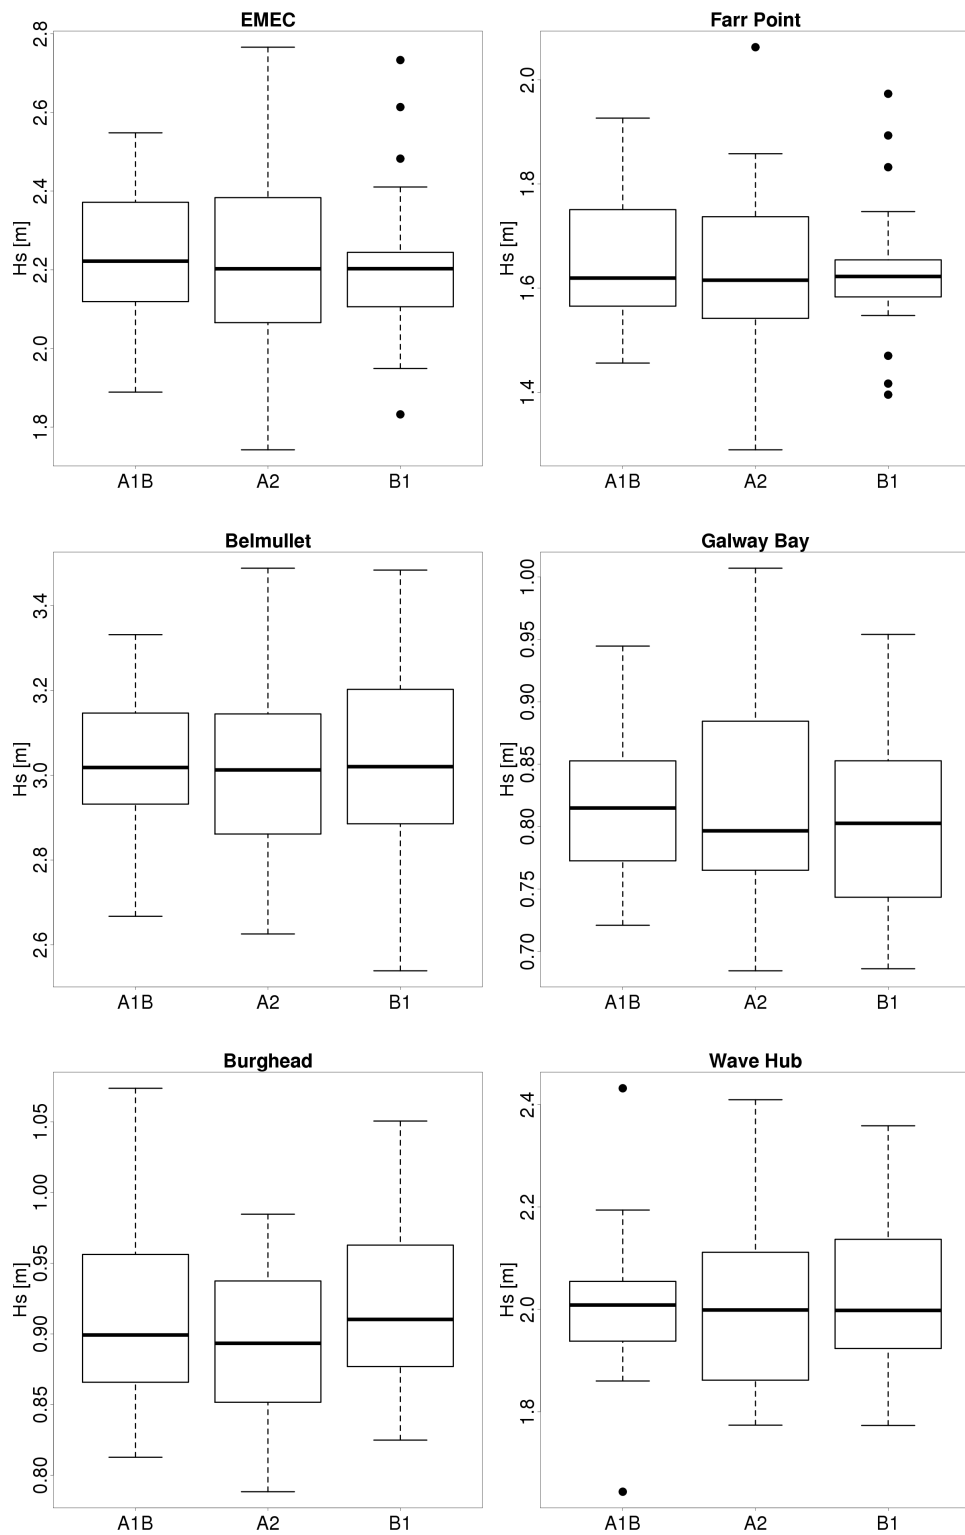 EMEC
Hs [m]
2.8
2.6
2.4
2.2
2.0
1.8
A1B A2 B1
Farr Point
Hs [m]
2.0
1.8
1.6
1.4
A1B A2 B1
Belmullet
Hs [m]
3.4
3.2
3.0
2.8
2.6
A1B A2 B1
Galway Bay
Hs [m]
1.00
0.95
0.90
0.85
0.80
0.75
0.70
A1B A2 B1
Burghead
Hs [m]
1.05
1.00
0.95
0.90
0.85
0.80
A1B A2 B1
Wave Hub
Hs [m]
2.4
2.2
2.0
1.8
A1B A2 B1